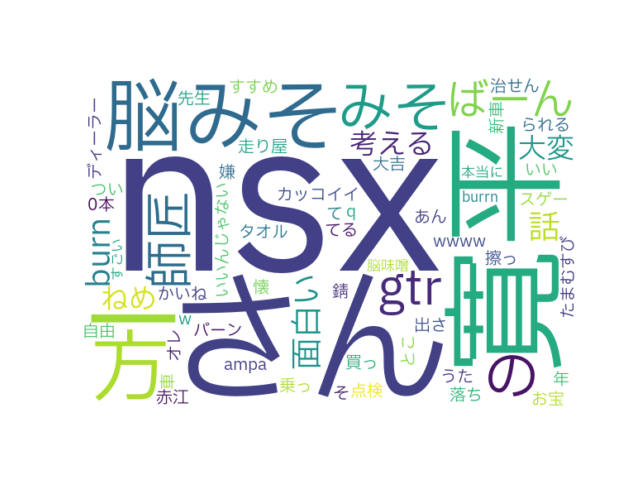 すすめ
治せん
脳みそ
みそ
ばーん
先生
新車
ディーラー
走り屋
考える
られる
大変
大吉
嫌
本当に
いい
つい
nsx
半
寛
0本
師匠
カッコイイ
burrn
スゲー
burn
タオル
いいんじゃない
てq
あん
話
てる
wwww
擦っ
すごい
さん
脳味噌
たまむすび
ねめ
かいね
懐
錆
gtr
出さ
の
方
w
面白い
自由
オレ
バーン
こと
ampa
買っ
うた
車
乗っ
そ
点検
落ち
年
赤江
お宝